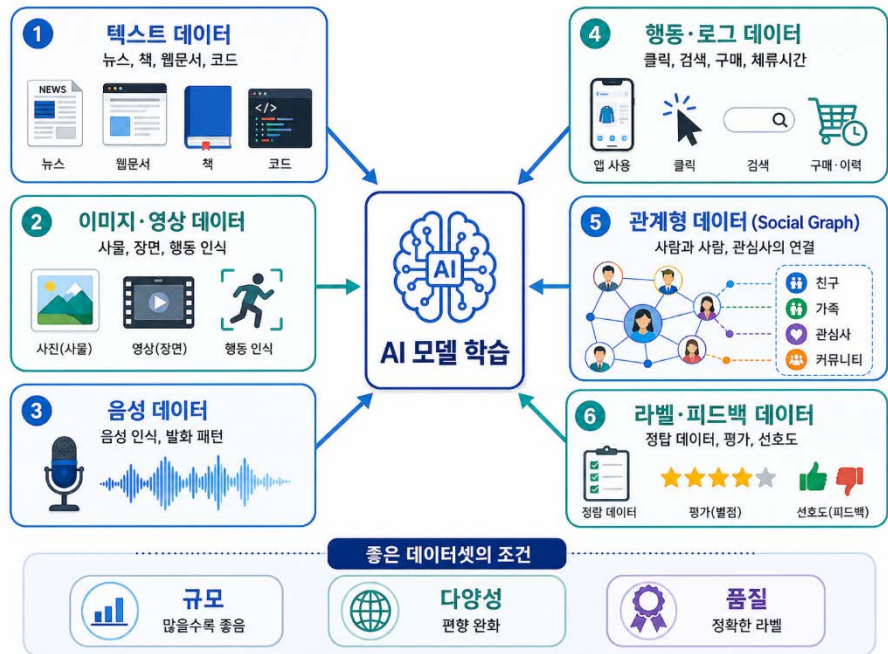 1 텍스트 데이터
뉴스, 책, 웹문서, 코드
NEWS
</>
뉴스 웹문서 책 코드
2 이미지·영상 데이터
사물, 장면, 행동 인식
사진(사물) 영상(장면) 행동 인식
3 음성 데이터
음성 인식, 발화 패턴
AI
AI 모델 학습
4 행동·로그 데이터
클릭, 검색, 구매, 체류시간
앱 사용 클릭 검색 구매·이력
5 관계형 데이터 (Social Graph)
사람과 사람, 관심사의 연결
친구
가족
관심사
커뮤니티
6 라벨·피드백 데이터
정탑 데이터, 평가, 선호도
정람 데이터 평가(별점) 선호도(피드백)
좋은 데이터셋의 조건
규모
많을수록 좋음
다양성
편향 완화
품질
정확한 라벨